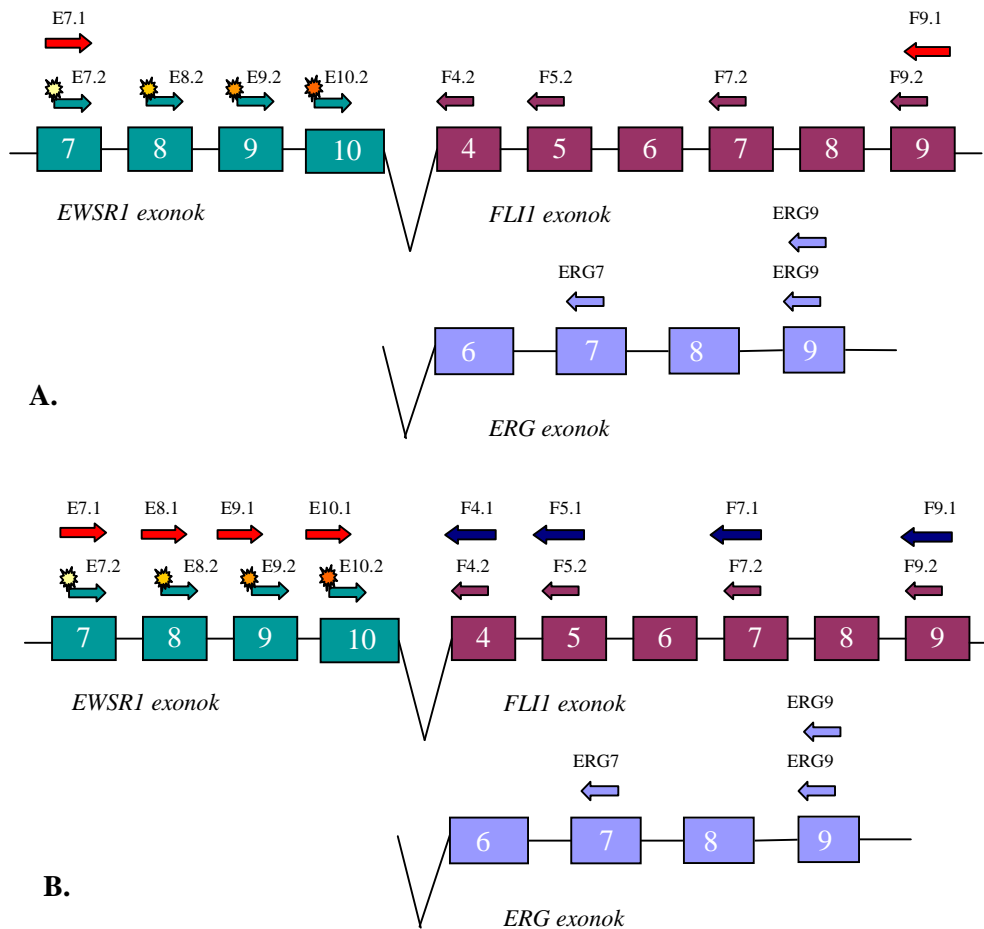 E7.1 F9.1
E7.2 E8.2 E9.2 E10.2 F4.2 F5.2 F7.2 F9.2
7 8 9 10 4 5 6 7 8 9
EWSR1 exonok FLI1 exonok
ERG9
ERG7 ERG9
6 7 8 9
A.
ERG exonok
E7.1 E8.1 E9.1 E10.1 F4.1 F5.1 F7.1 F9.1
E7.2 E8.2 E9.2 E10.2 F4.2 F5.2 F7.2 F9.2
7 8 9 10 4 5 6 7 8 9
EWSR1 exonok FLI1 exonok
ERG9
ERG7 ERG9
6 7 8 9
B.
ERG exonok